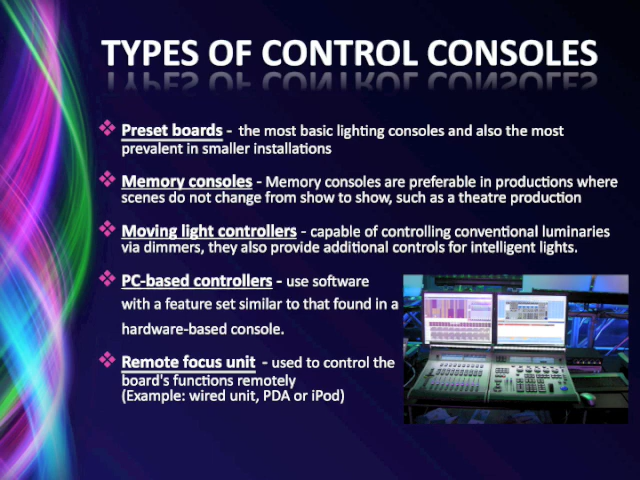 TYPES OF CONTROL CONSOLES
❖ Preset boards - the most basic lighting consoles and also the most
prevalent in smaller installations
❖ Memory consoles - Memory consoles are preferable in productions where
scenes do not change from show to show, such as a theatre production
❖ Moving light controllers - capable of controlling conventional luminaries
via dimmers, they also provide additional controls for intelligent lights.
❖ PC-based controllers - use software
with a feature set similar to that found in a
hardware-based console.
❖ Remote focus unit - used to control the
board's functions remotely
(Example: wired unit, PDA or iPod)